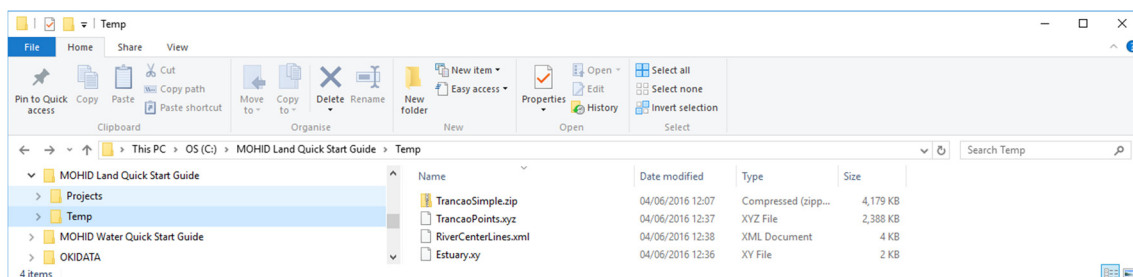 Temp
File Home Share View
Pin to Quick access
Copy
Paste
Cut
Copy path
Paste shortcut
Move to
Copy to
Delete
Rename
New folder
New item
Easy access
Properties
Open
Edit
History
Select all
Select none
Invert selection
Clipboard Organise New Open Select
This PC > OS (C:) > MOHID Land Quick Start Guide > Temp
Search Temp
MOHID Land Quick Start Guide
Projects
Temp
MOHID Water Quick Start Guide
OKIDATA
Name Date modified Type Size
TrancaoSimple.zip 04/06/2016 12:07 Compressed (zipp... 4,179 KB
TrancaoPoints.xyz 04/06/2016 12:37 XYZ File 2,388 KB
RiverCenterLines.xml 04/06/2016 12:38 XML Document 4 KB
Estuary.xy 04/06/2016 12:36 XY File 2 KB
4 items